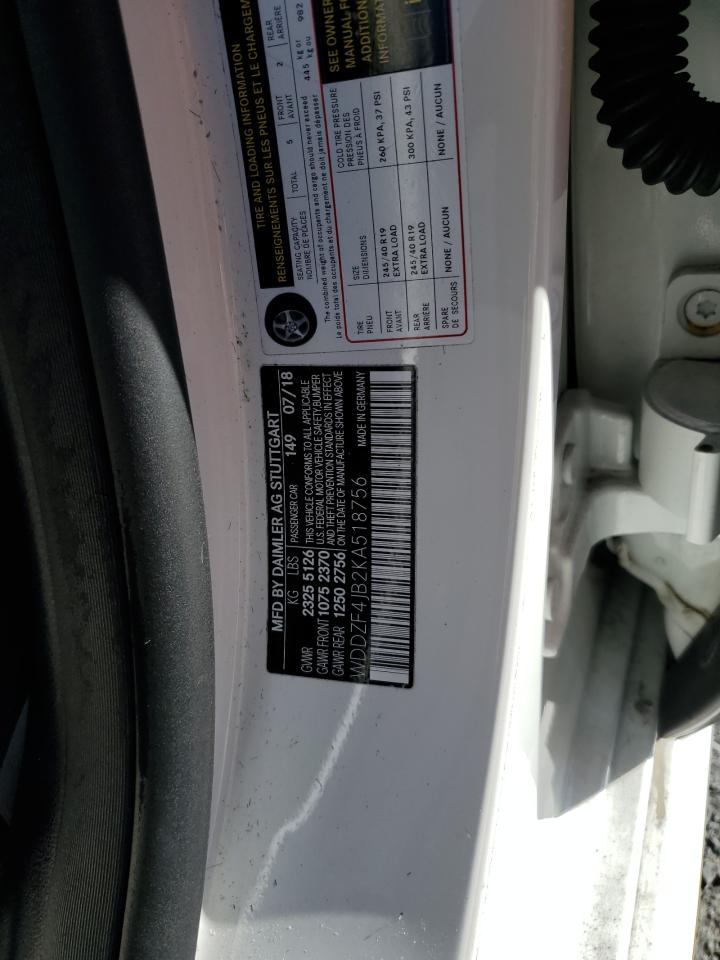 TIRE AND LOADING INFORMATION
RENSEIGNEMENTS SUR LES PNEUS ET LE CHARGEM
SEATING CAPACITY
NOMBRE DE PLACES
TOTAL 5
FRONT
AVANT 2
REAR
ARRIÈRE
The combined weight of occupants and cargo should never exceed 445 kg or 982
Le poids total des occupants et du chargement ne doit jamais dépasser kg ou
TIRE
PNEU
SIZE
DIMENSIONS
COLD TIRE PRESSURE
PRESSION DES
PNEUS À FROID
FRONT
AVANT
245/40 R19
EXTRA LOAD
260 KPA, 37 PSI
REAR
ARRIERE
245/40 R19
EXTRA LOAD
300 KPA, 43 PSI
SPARE
DE SECOURS
NONE / AUCUN
NONE / AUCUN
SEE OWNER
MANUAL F
ADDITION
INFORMAT
MFD BY DAIMLER AG STUTTGART
KG LBS PASSENGER CAR 149 07/18
GVWR 2325 5126
GAWR FRONT 1075 2370
GAWR REAR 1250 2756
THIS VEHICLE CONFORMS TO ALL APPLICABLE
U.S. FEDERAL MOTOR VEHICLE SAFETY, BUMPER
AND THEFT PREVENTION STANDARDS IN EFFECT
ON THE DATE OF MANUFACTURE SHOWN ABOVE
WDDZF4JB2KA518756 MADE IN GERMANY